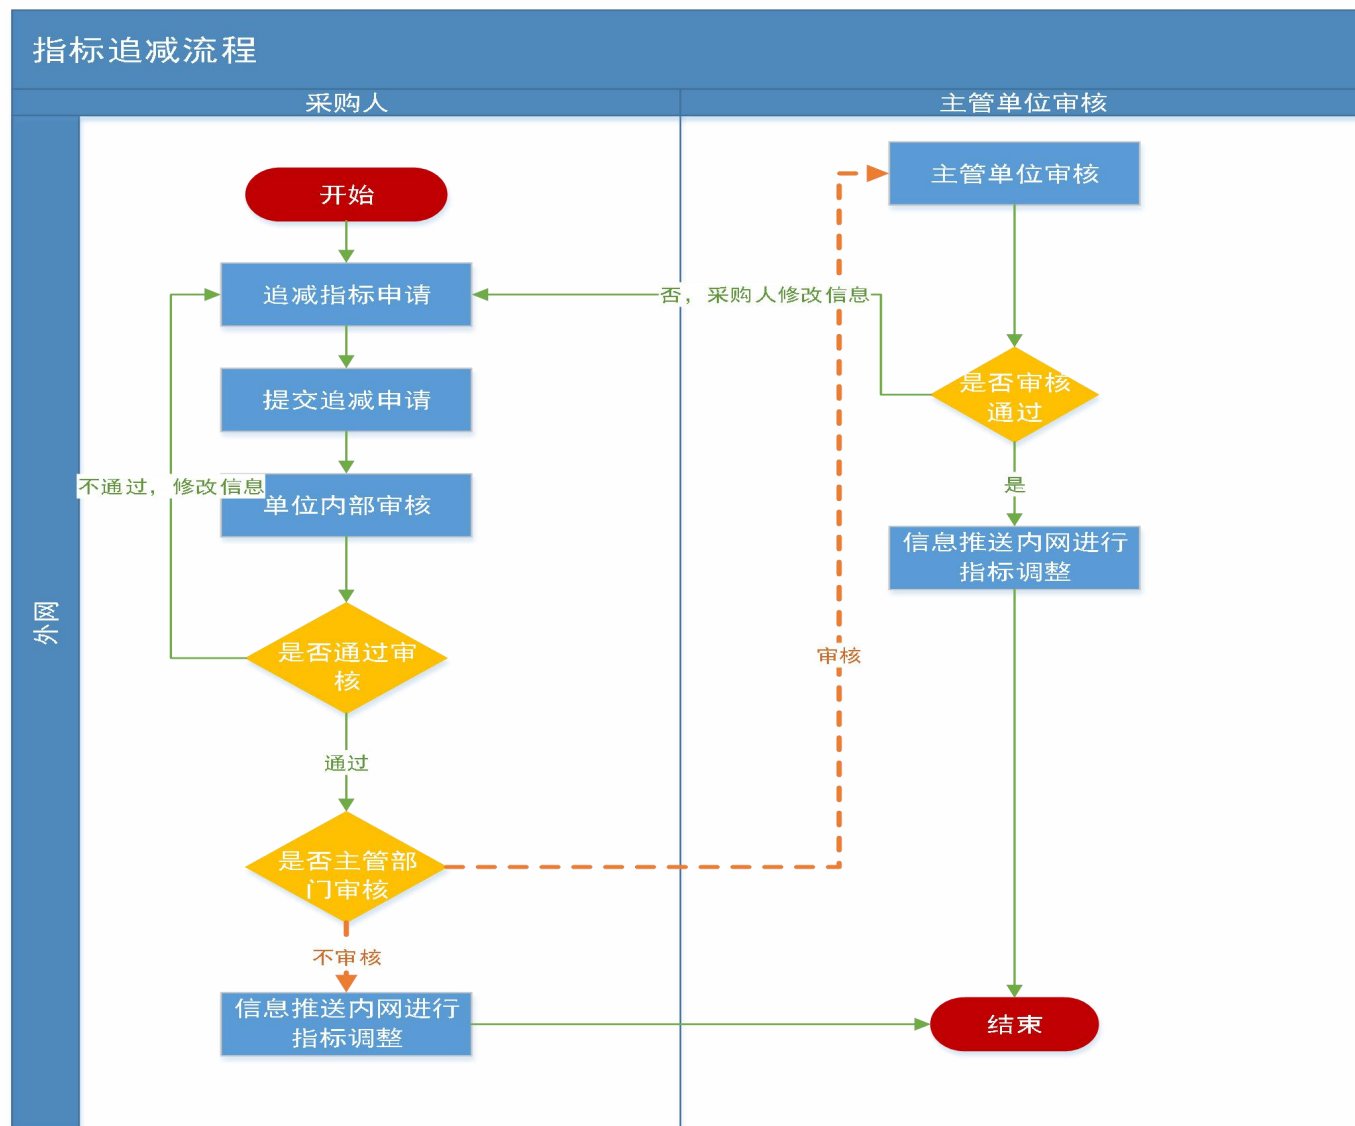 指标追减流程
采购人
主管单位审核
外网
开始
追减指标申请
提交追减申请
不通过，修改信息
单位内部审核
是否通过审
核
通过
是否主管部
门审核
不审核
信息推送内网进行
指标调整
审核
主管单位审核
否，采购人修改信息
是否审核
通过
是
信息推送内网进行
指标调整
结束